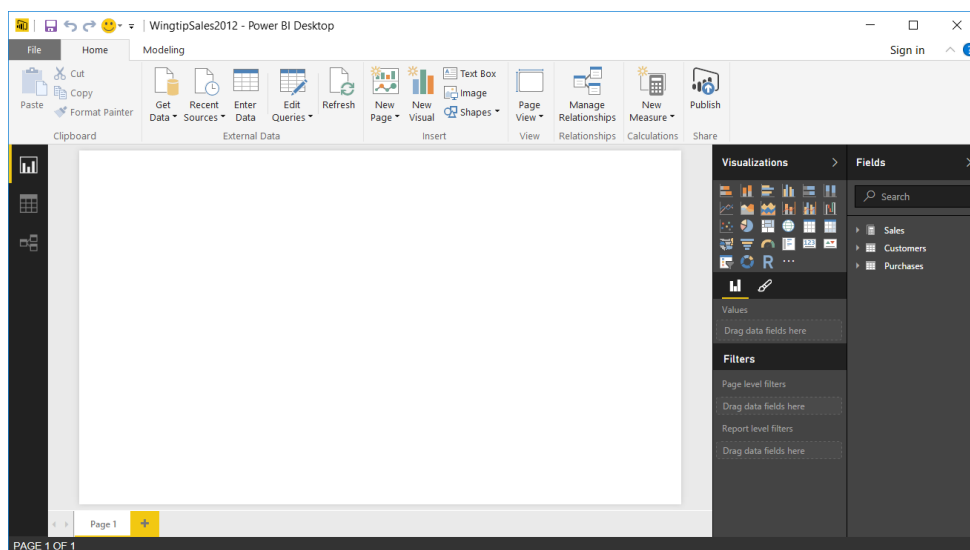 WingtipSales2012 - Power BI Desktop
File Home Modeling Sign in
Paste
Cut
Copy
Format Painter
Clipboard
Get Data
Recent Sources
Enter Data
Edit Queries
Refresh
External Data
New Page
New Visual
Text Box
Image
Shapes
Insert
Page View
View
Manage Relationships
Relationships
New Measure
Calculations
Publish
Share
Visualizations
R
123
Values
Drag data fields here
Filters
Page level filters
Drag data fields here
Report level filters
Drag data fields here
Fields
Search
Sales
Customers
Purchases
Page 1
PAGE 1 OF 1